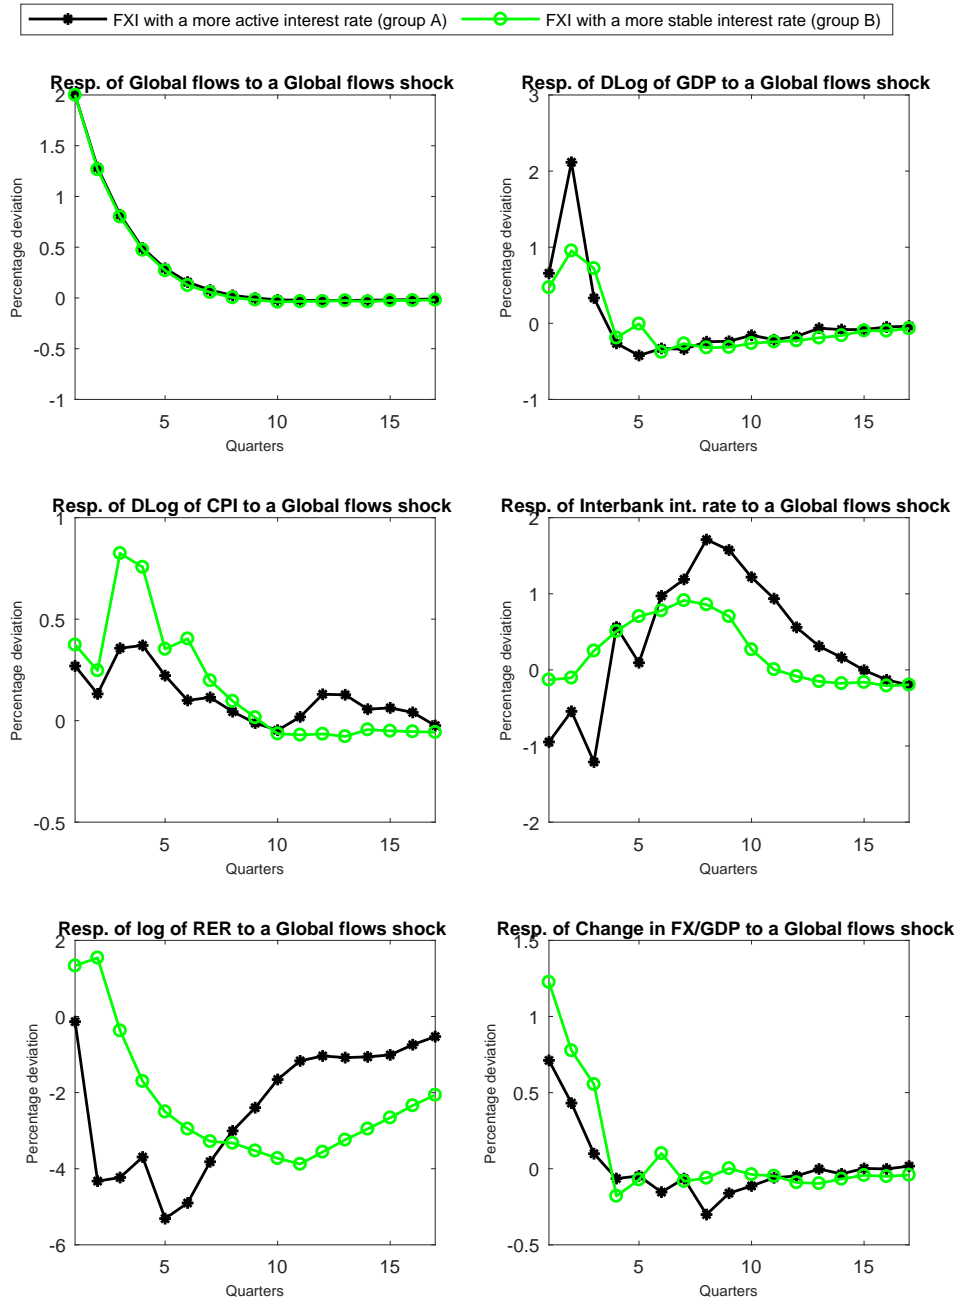 FXI with a more active interest rate (group A) FXI with a more stable interest rate (group B)
Resp. of Global flows to a Global flows shock
Percentage deviation
2
1.5
1
0.5
0
-0.5
-1
5 10 15
Quarters
Resp. of DLog of GDP to a Global flows shock
Percentage deviation
3
2
1
0
-1
5 10 15
Quarters
Resp. of DLog of CPI to a Global flows shock
Percentage deviation
1
0.5
0
-0.5
5 10 15
Quarters
Resp. of Interbank int. rate to a Global flows shock
Percentage deviation
2
1
0
-1
-2
5 10 15
Quarters
Resp. of log of RER to a Global flows shock
Percentage deviation
2
0
-2
-4
-6
5 10 15
Quarters
Resp. of Change in FX/GDP to a Global flows shock
Percentage deviation
1.5
1
0.5
0
-0.5
5 10 15
Quarters